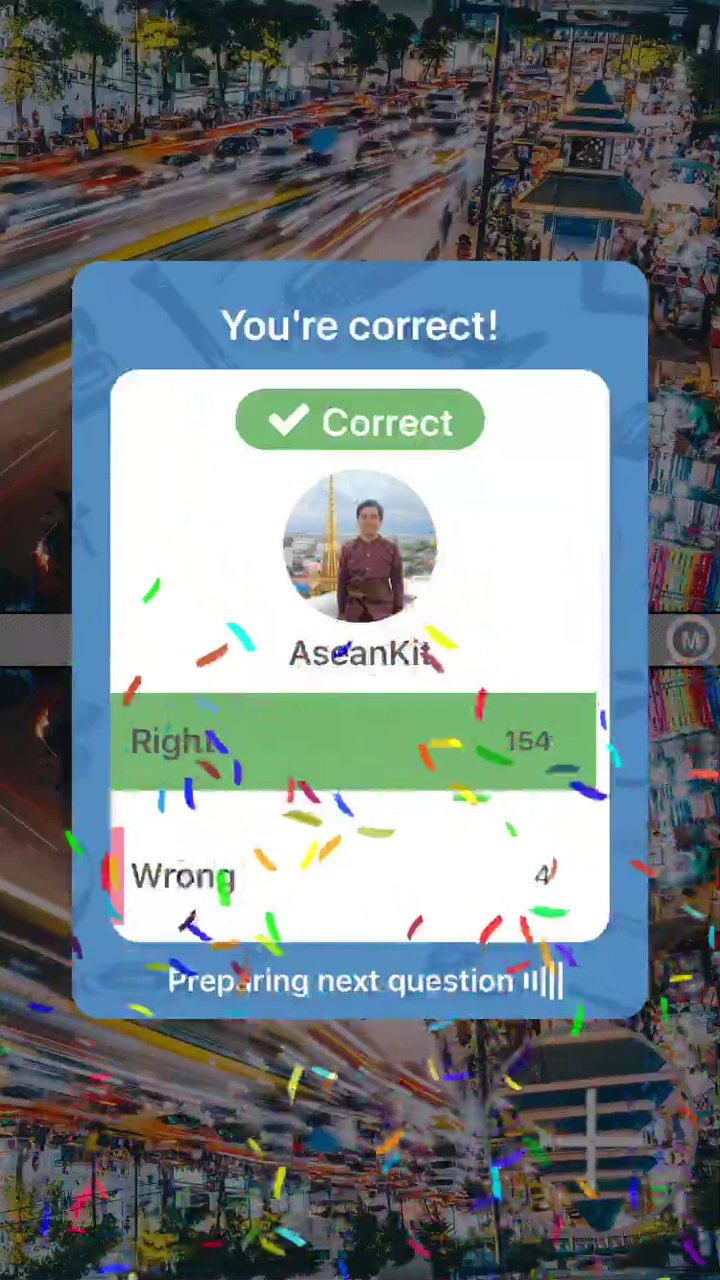 You're correct!
Correct
AseanKit
Right 154
Wrong 4
Preparing next question
M